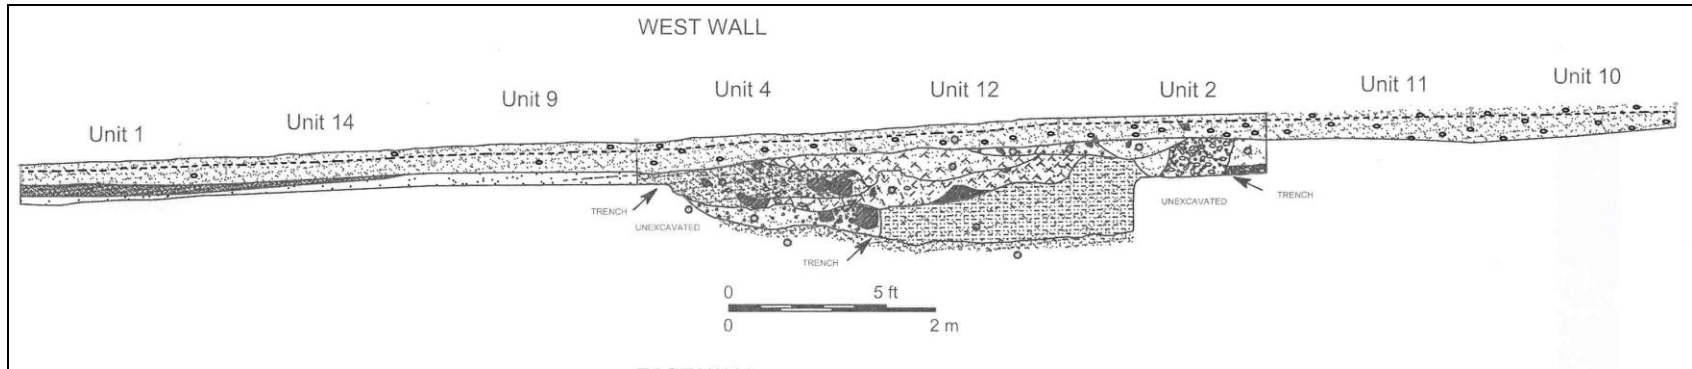 WEST WALL
Unit 1
Unit 14
Unit 9
Unit 4
Unit 12
Unit 2
Unit 11
Unit 10
TRENCH
UNEXCAVATED
TRENCH
UNEXCAVATED
TRENCH
0 5 ft
0 2 m